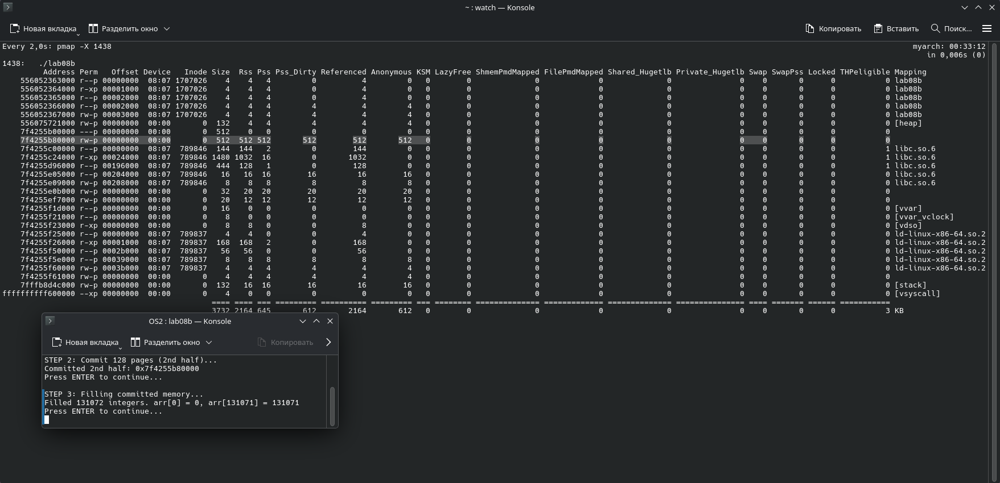 ~ : watch — Konsole
Новая вкладка Разделить окно Копировать Вставить Поиск...
Every 2,0s: pmap -X 1438 myarch: 00:33:12
in 0,006s (0)
1438: ./lab08b
Address Perm Offset Device Inode Size Rss Pss Pss_Dirty Referenced Anonymous KSM LazyFree ShmemPmdMapped FilePmdMapped Shared_Hugetlb Private_Hugetlb Swap SwapPss Locked THPeligible Mapping
556052363000 r--p 00000000 08:07 1707026 4 4 4 0 4 0 0 0 0 0 0 0 0 0 0 0 lab08b
556052364000 r-xp 00001000 08:07 1707026 4 4 4 0 4 0 0 0 0 0 0 0 0 0 0 0 lab08b
556052365000 r--p 00002000 08:07 1707026 4 4 4 0 4 0 0 0 0 0 0 0 0 0 0 0 lab08b
556052366000 r--p 00002000 08:07 1707026 4 4 4 4 4 4 0 0 0 0 0 0 0 0 0 0 lab08b
556052367000 rw-p 00003000 08:07 1707026 4 4 4 4 4 4 0 0 0 0 0 0 0 0 0 0 lab08b
556075721000 rw-p 00000000 00:00 0 132 4 4 4 4 4 0 0 0 0 0 0 0 0 0 0 [heap]
7f4255b00000 ---p 00000000 00:00 0 512 0 0 0 0 0 0 0 0 0 0 0 0 0 0 0
7f4255b80000 rw-p 00000000 00:00 0 512 512 512 512 512 512 0 0 0 0 0 0 0 0 0 0
7f4255c00000 r--p 00000000 08:07 789846 144 144 2 0 144 0 0 0 0 0 0 0 0 0 0 1 libc.so.6
7f4255c24000 r-xp 00024000 08:07 789846 1480 1032 16 0 1032 0 0 0 0 0 0 0 0 0 0 1 libc.so.6
7f4255d96000 r--p 00196000 08:07 789846 444 128 1 0 128 0 0 0 0 0 0 0 0 0 0 1 libc.so.6
7f4255e05000 r--p 00204000 08:07 789846 16 16 16 16 16 16 0 0 0 0 0 0 0 0 0 0 libc.so.6
7f4255e09000 rw-p 00208000 08:07 789846 8 8 8 8 8 8 0 0 0 0 0 0 0 0 0 0 libc.so.6
7f4255e0b000 rw-p 00000000 00:00 0 32 20 20 20 20 20 0 0 0 0 0 0 0 0 0 0
7f4255ef7000 rw-p 00000000 00:00 0 20 12 12 12 12 12 0 0 0 0 0 0 0 0 0 0
7f4255f1d000 r--p 00000000 00:00 0 16 0 0 0 0 0 0 0 0 0 0 0 0 0 0 0 [vvar]
7f4255f21000 r--p 00000000 00:00 0 8 0 0 0 0 0 0 0 0 0 0 0 0 0 0 0 [vvar_vclock]
7f4255f23000 r-xp 00000000 00:00 0 8 8 0 0 8 0 0 0 0 0 0 0 0 0 0 0 [vdso]
7f4255f25000 r--p 00000000 08:07 789837 4 4 0 0 4 0 0 0 0 0 0 0 0 0 0 0 ld-linux-x86-64.so.2
7f4255f26000 r-xp 00001000 08:07 789837 168 168 2 0 168 0 0 0 0 0 0 0 0 0 0 0 ld-linux-x86-64.so.2
7f4255f50000 r--p 0002b000 08:07 789837 56 56 0 0 56 0 0 0 0 0 0 0 0 0 0 0 ld-linux-x86-64.so.2
7f4255f5e000 r--p 00039000 08:07 789837 8 8 8 8 8 8 0 0 0 0 0 0 0 0 0 0 ld-linux-x86-64.so.2
7f4255f60000 rw-p 0003b000 08:07 789837 4 4 4 4 4 4 0 0 0 0 0 0 0 0 0 0 ld-linux-x86-64.so.2
7f4255f61000 rw-p 00000000 00:00 0 4 4 4 4 4 4 0 0 0 0 0 0 0 0 0 0
7fffb8d4c000 rw-p 00000000 00:00 0 132 16 16 16 16 16 0 0 0 0 0 0 0 0 0 0 [stack]
ffffffffff600000 --xp 00000000 00:00 0 4 0 0 0 0 0 0 0 0 0 0 0 0 0 0 0 [vsyscall]
==== ==== === ========= ========== ========= === ======== ============== ============= ============== =============== ==== ======= ====== ===========
3732 2164 645 612 2164 612 0 0 0 0 0 0 0 0 0 3 KB
OS2 : lab08b — Konsole
Новая вкладка Разделить окно Копировать
STEP 2: Commit 128 pages (2nd half)...
Committed 2nd half: 0x7f4255b80000
Press ENTER to continue...
STEP 3: Filling committed memory...
Filled 131072 integers. arr[0] = 0, arr[131071] = 131071
Press ENTER to continue...